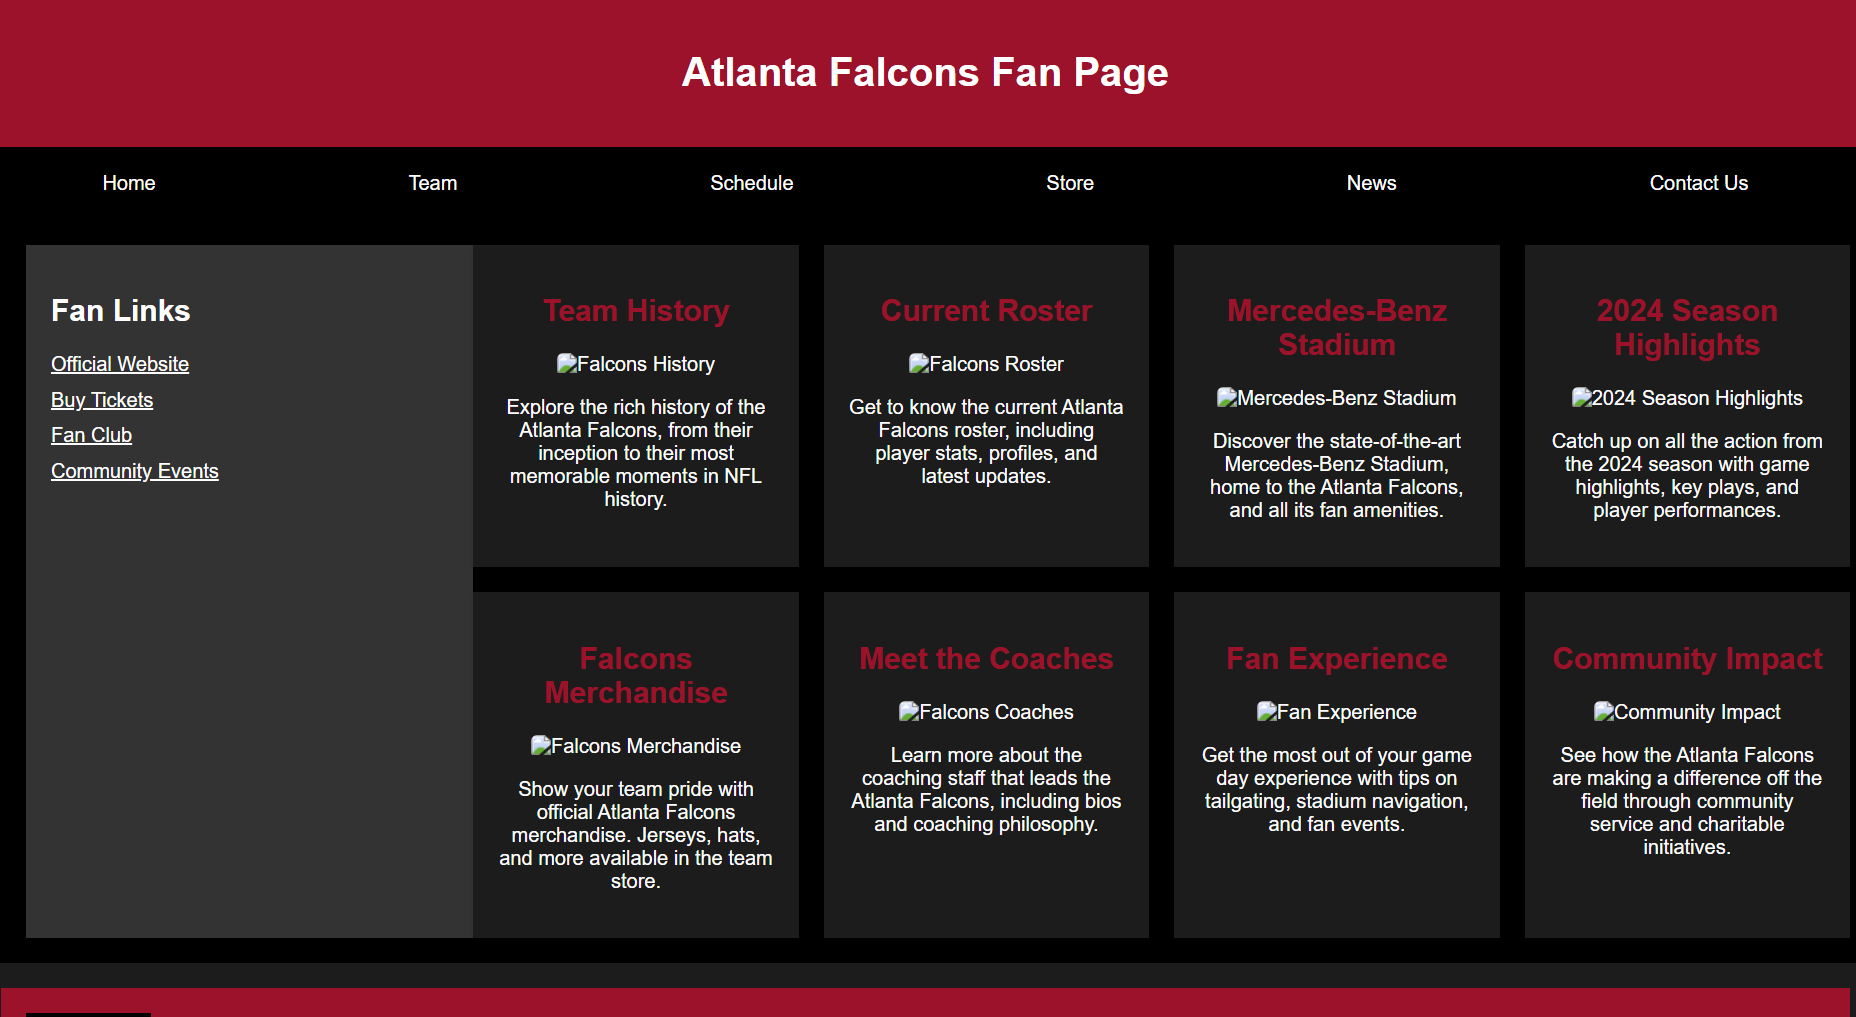 Atlanta Falcons Fan Page
Home Team Schedule Store News Contact Us
Fan Links
Official Website
Buy Tickets
Fan Club
Community Events
Team History
Falcons History
Explore the rich history of the
Atlanta Falcons, from their
inception to their most
memorable moments in NFL
history.
Current Roster
Falcons Roster
Get to know the current Atlanta
Falcons roster, including
player stats, profiles, and
latest updates.
Mercedes-Benz
Stadium
Mercedes-Benz Stadium
Discover the state-of-the-art
Mercedes-Benz Stadium,
home to the Atlanta Falcons,
and all its fan amenities.
2024 Season
Highlights
2024 Season Highlights
Catch up on all the action from
the 2024 season with game
highlights, key plays, and
player performances.
Falcons
Merchandise
Falcons Merchandise
Show your team pride with
official Atlanta Falcons
merchandise. Jerseys, hats,
and more available in the team
store.
Meet the Coaches
Falcons Coaches
Learn more about the
coaching staff that leads the
Atlanta Falcons, including bios
and coaching philosophy.
Fan Experience
Fan Experience
Get the most out of your game
day experience with tips on
tailgating, stadium navigation,
and fan events.
Community Impact
Community Impact
See how the Atlanta Falcons
are making a difference off the
field through community
service and charitable
initiatives.